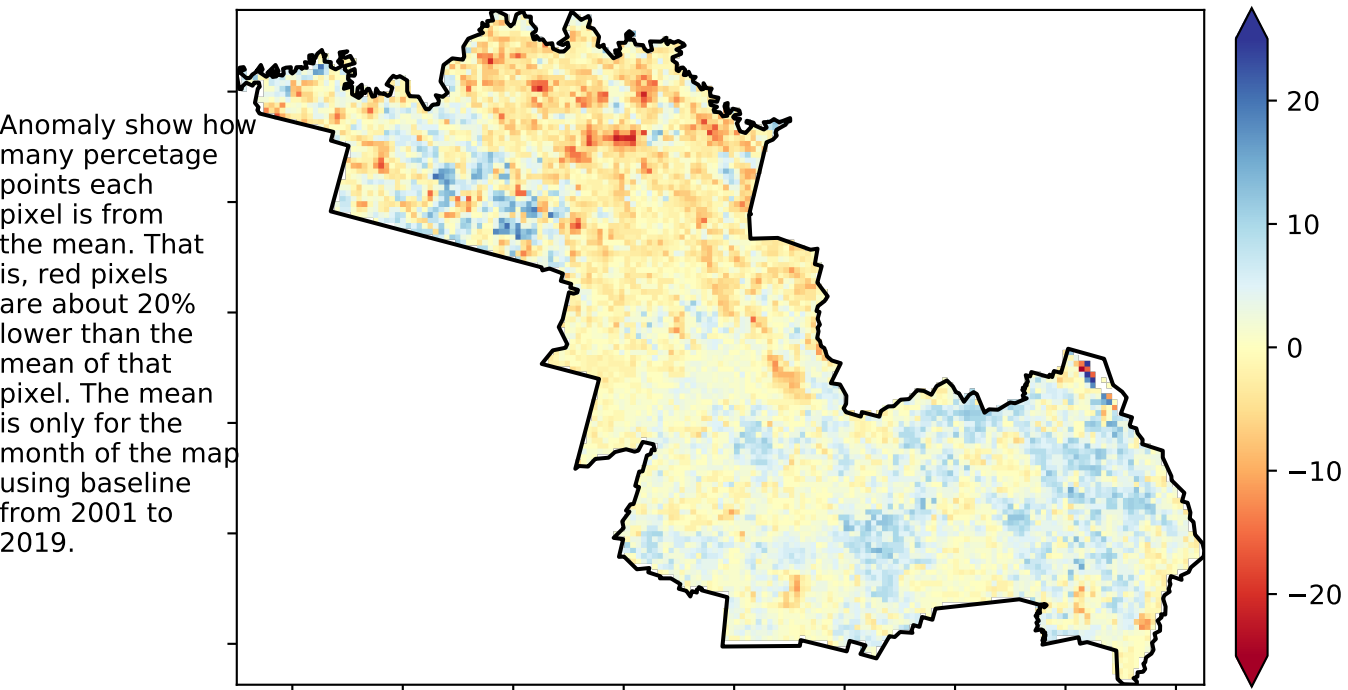 Anomaly show how
many percetage
points each
pixel is from
the mean. That
is, red pixels
are about 20%
lower than the
mean of that
pixel. The mean
is only for the
month of the map
using baseline
from 2001 to
2019.
20
10
0
−10
−20